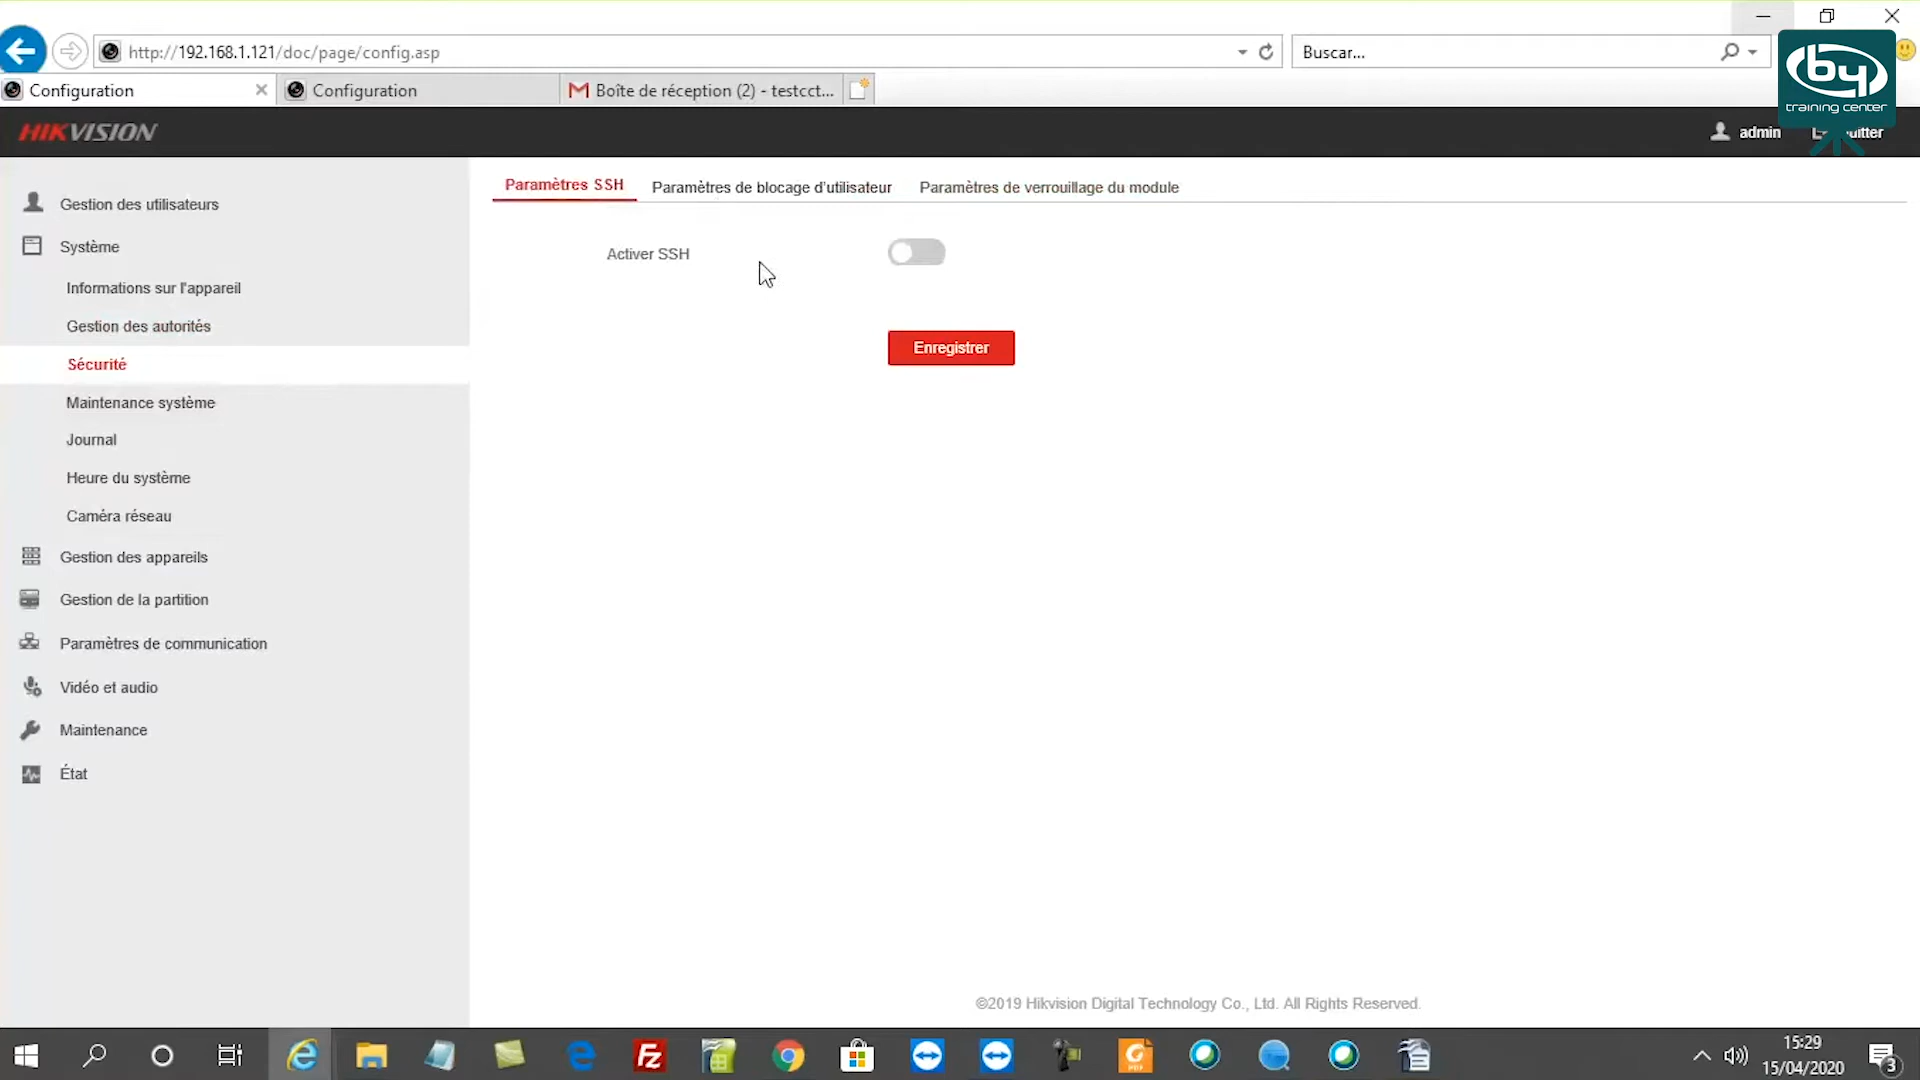 http://192.168.1.121/doc/page/config.asp
Buscar...
Configuration
Configuration
Boîte de réception (2) - testcct...
by
training center
HIKVISION
admin
Gestion des utilisateurs
Système
Informations sur l'appareil
Gestion des autorités
Sécurité
Maintenance système
Journal
Heure du système
Caméra réseau
Gestion des appareils
Gestion de la partition
Paramètres de communication
Vidéo et audio
Maintenance
État
Paramètres SSH
Paramètres de blocage d'utilisateur
Paramètres de verrouillage du module
Activer SSH
Enregistrer
©2019 Hikvision Digital Technology Co., Ltd. All Rights Reserved.
15:29
15/04/2020
3